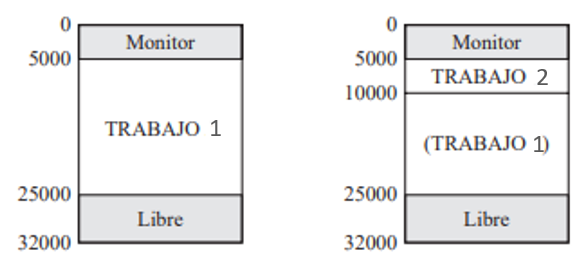 0
Monitor
5000
TRABAJO 1
25000
Libre
32000
0
Monitor
5000
TRABAJO 2
10000
(TRABAJO 1)
25000
Libre
32000